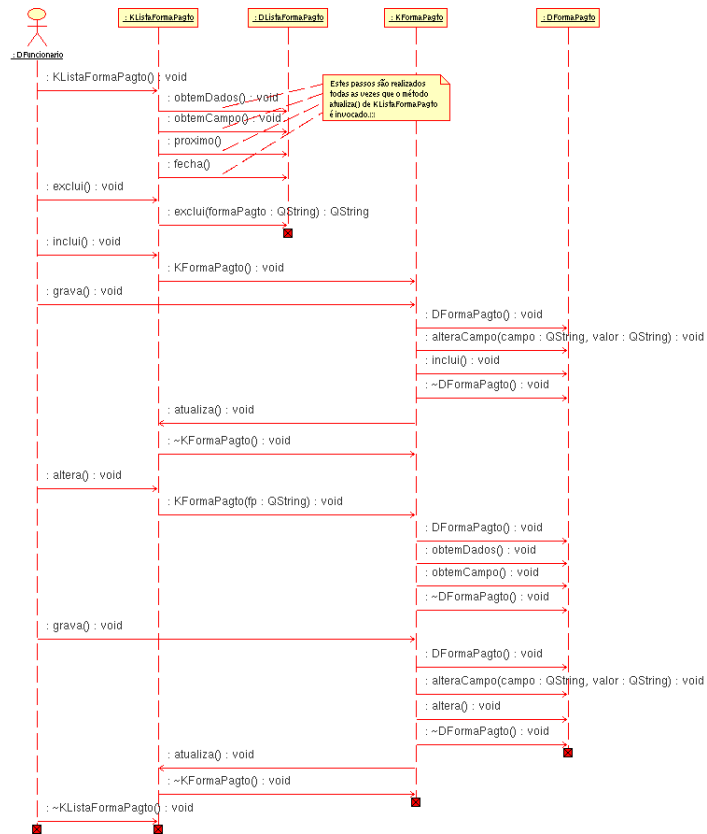 : KListaFormaPagto
: DListaFormaPagto
: KFormaPagto
: DFormaPagto
: DFuncionario
: KListaFormaPagto() : void
Estes passos são realizados
todas as vezes que o método
atualiza() de KListaFormaPagto
é invocado.:::
: obtemDados() : void
: obtemCampo() : void
: proximo()
: fecha()
: exclui() : void
: exclui(formaPagto : QString) : QString
: inclui() : void
: KFormaPagto() : void
: grava() : void
: DFormaPagto() : void
: alteraCampo(campo : QString, valor : QString) : void
: inclui() : void
: ~DFormaPagto() : void
: atualiza() : void
: ~KFormaPagto() : void
: altera() : void
: KFormaPagto(fp : QString) : void
: DFormaPagto() : void
: obtemDados() : void
: obtemCampo() : void
: ~DFormaPagto() : void
: grava() : void
: DFormaPagto() : void
: alteraCampo(campo : QString, valor : QString) : void
: altera() : void
: ~DFormaPagto() : void
: atualiza() : void
: ~KFormaPagto() : void
: ~KListaFormaPagto() : void